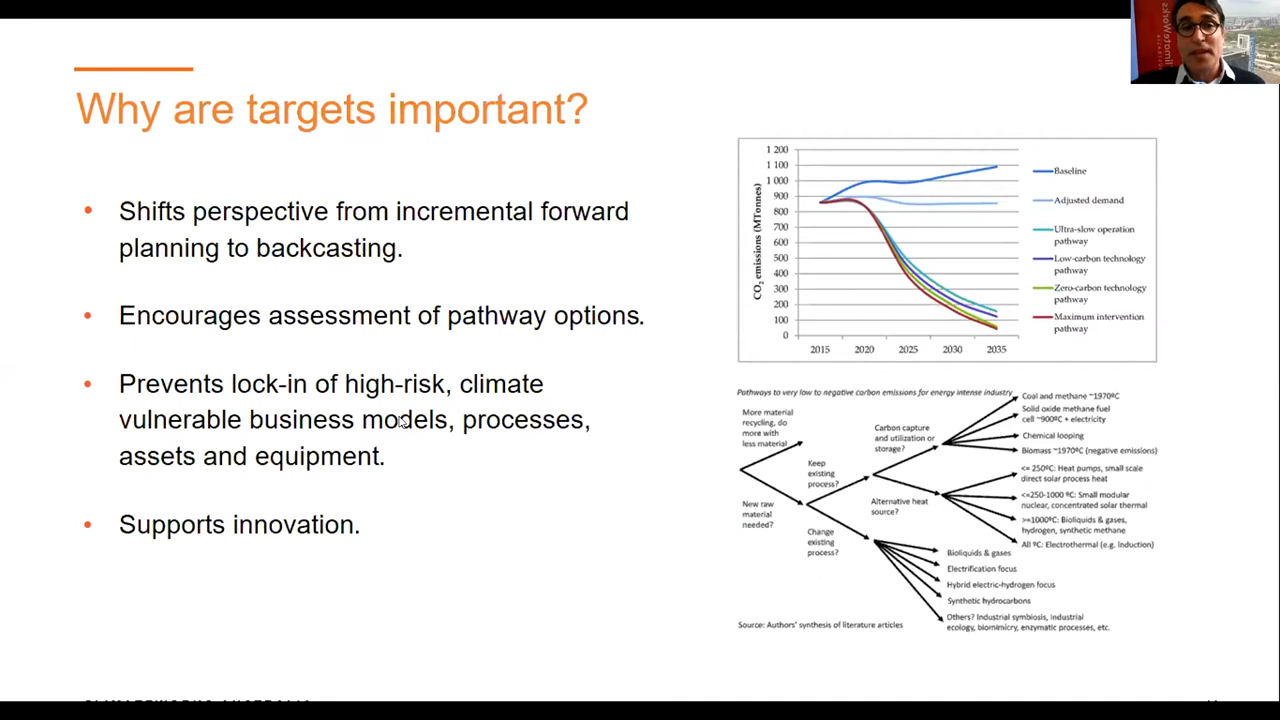 Why are targets important?
• Shifts perspective from incremental forward
planning to backcasting.
• Encourages assessment of pathway options.
• Prevents lock-in of high-risk, climate
vulnerable business models, processes,
assets and equipment.
• Supports innovation.
CO2 emissions (MTonnes)
1 200
1 100
1 000
900
800
700
600
500
400
300
200
100
0
2015 2020 2025 2030 2035
Baseline
Adjusted demand
Ultra-slow operation
pathway
Low-carbon technology
pathway
Zero-carbon technology
pathway
Maximum intervention
pathway
Pathways to very low to negative carbon emissions for energy intense industry
More material
recycling, do
more with
less material
New raw
material
needed?
Keep
existing
process?
Change
existing
process?
Carbon capture
and utilization or
storage?
Alternative heat
source?
Coal and methane ~1970ºC
Solid oxide methane fuel
cell ~900ºC + electricity
Chemical looping
Biomass ~1970ºC (negative emissions)
<= 250ºC: Heat pumps, small scale
direct solar process heat
<=250-1000 ºC: Small modular
nuclear, concentrated solar thermal
>=1000ºC: Bioliquids & gases,
hydrogen, synthetic methane
All ºC: Electrothermal (e.g. Induction)
Bioliquids & gases
Electrification focus
Hybrid electric-hydrogen focus
Synthetic hydrocarbons
Others? Industrial symbiosis, industrial
ecology, biomimicry, enzymatic processes, etc.
Source: Authors' synthesis of literature articles
CLIMATEWORKS AUSTRALIA